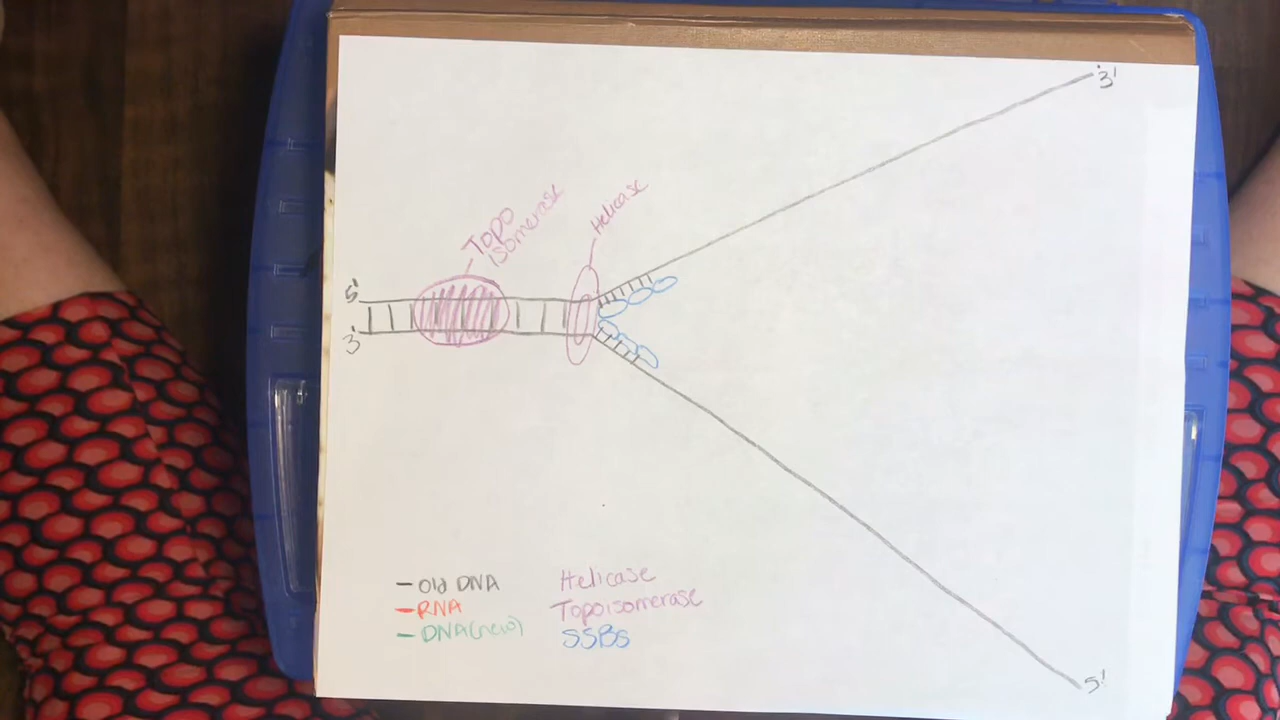 3'
Topo
isomerase
Helicase
5'
3'
5'
- Old DNA
- RNA
- DNA (new)
Helicase
Topoisomerase
SSBs